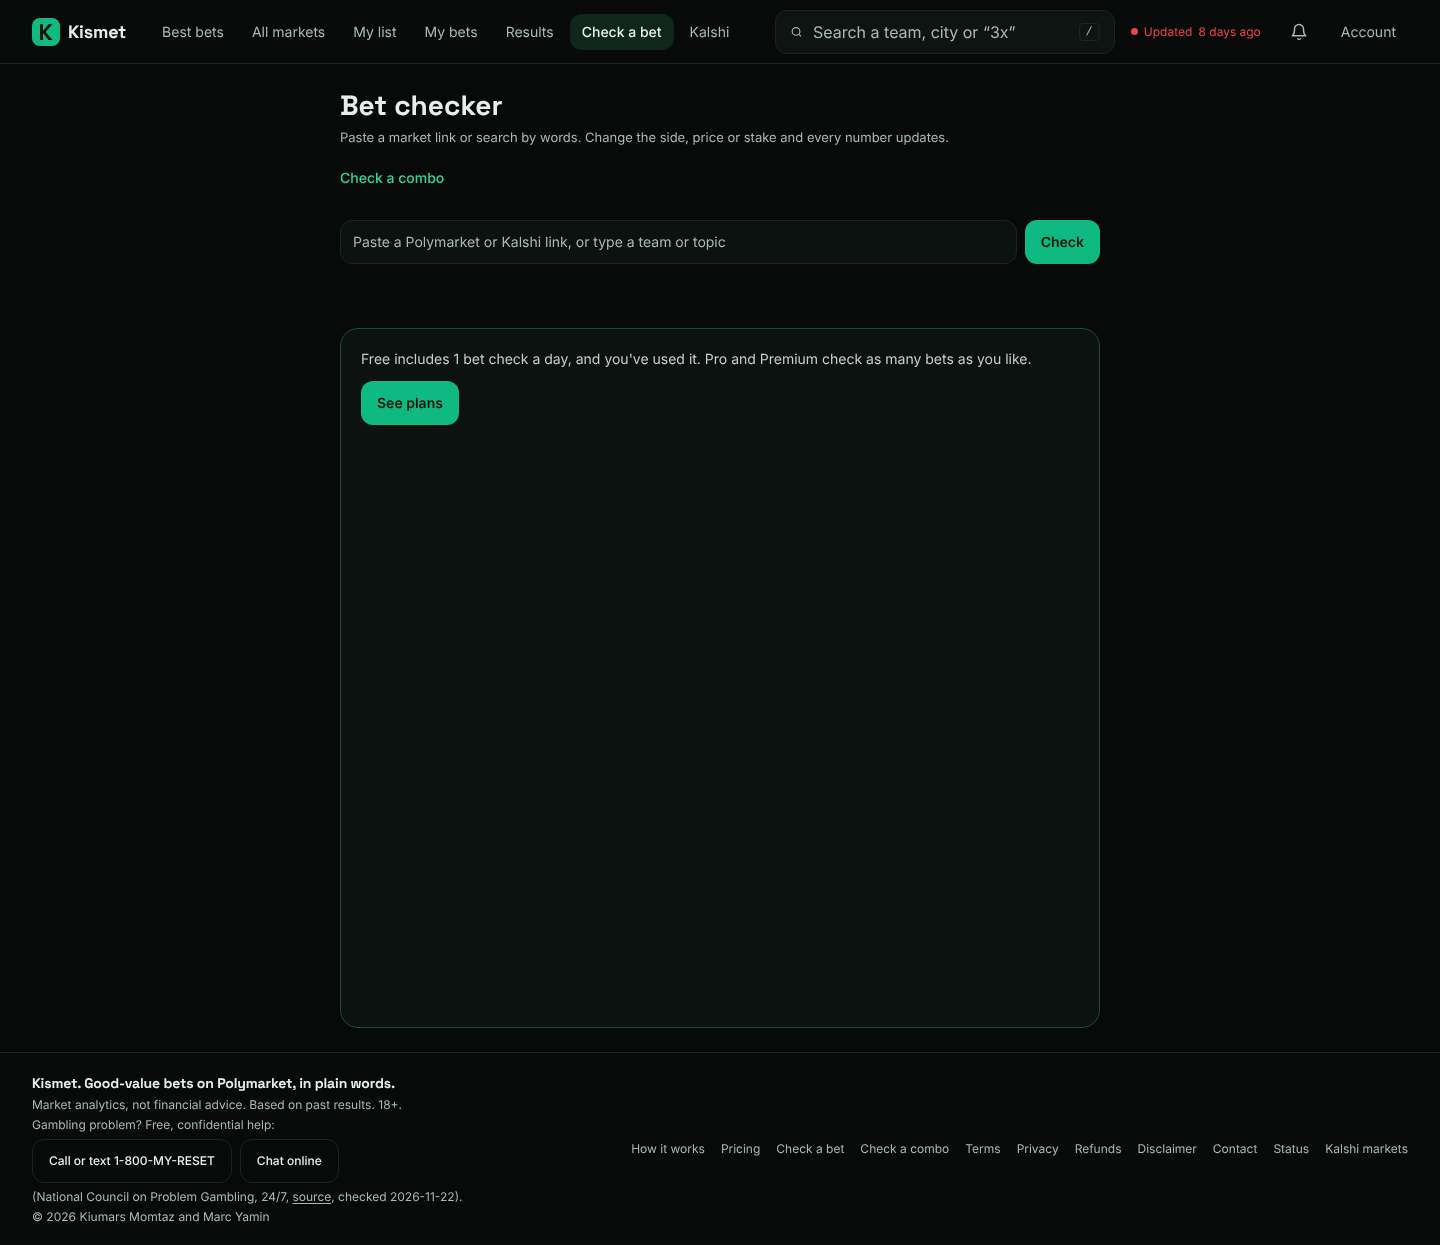 Kismet
Best bets
All markets
My list
My bets
Results
Check a bet
Kalshi
Search a team, city or “3x”
/
Updated 8 days ago
Account
Bet checker
Paste a market link or search by words. Change the side, price or stake and every number updates.
Check a combo
Paste a Polymarket or Kalshi link, or type a team or topic
Check
Free includes 1 bet check a day, and you've used it. Pro and Premium check as many bets as you like.
See plans
Kismet. Good-value bets on Polymarket, in plain words.
Market analytics, not financial advice. Based on past results. 18+.
Gambling problem? Free, confidential help:
Call or text 1-800-MY-RESET
Chat online
(National Council on Problem Gambling, 24/7, source, checked 2026-11-22).
© 2026 Kiumars Momtaz and Marc Yamin
How it works
Pricing
Check a bet
Check a combo
Terms
Privacy
Refunds
Disclaimer
Contact
Status
Kalshi markets